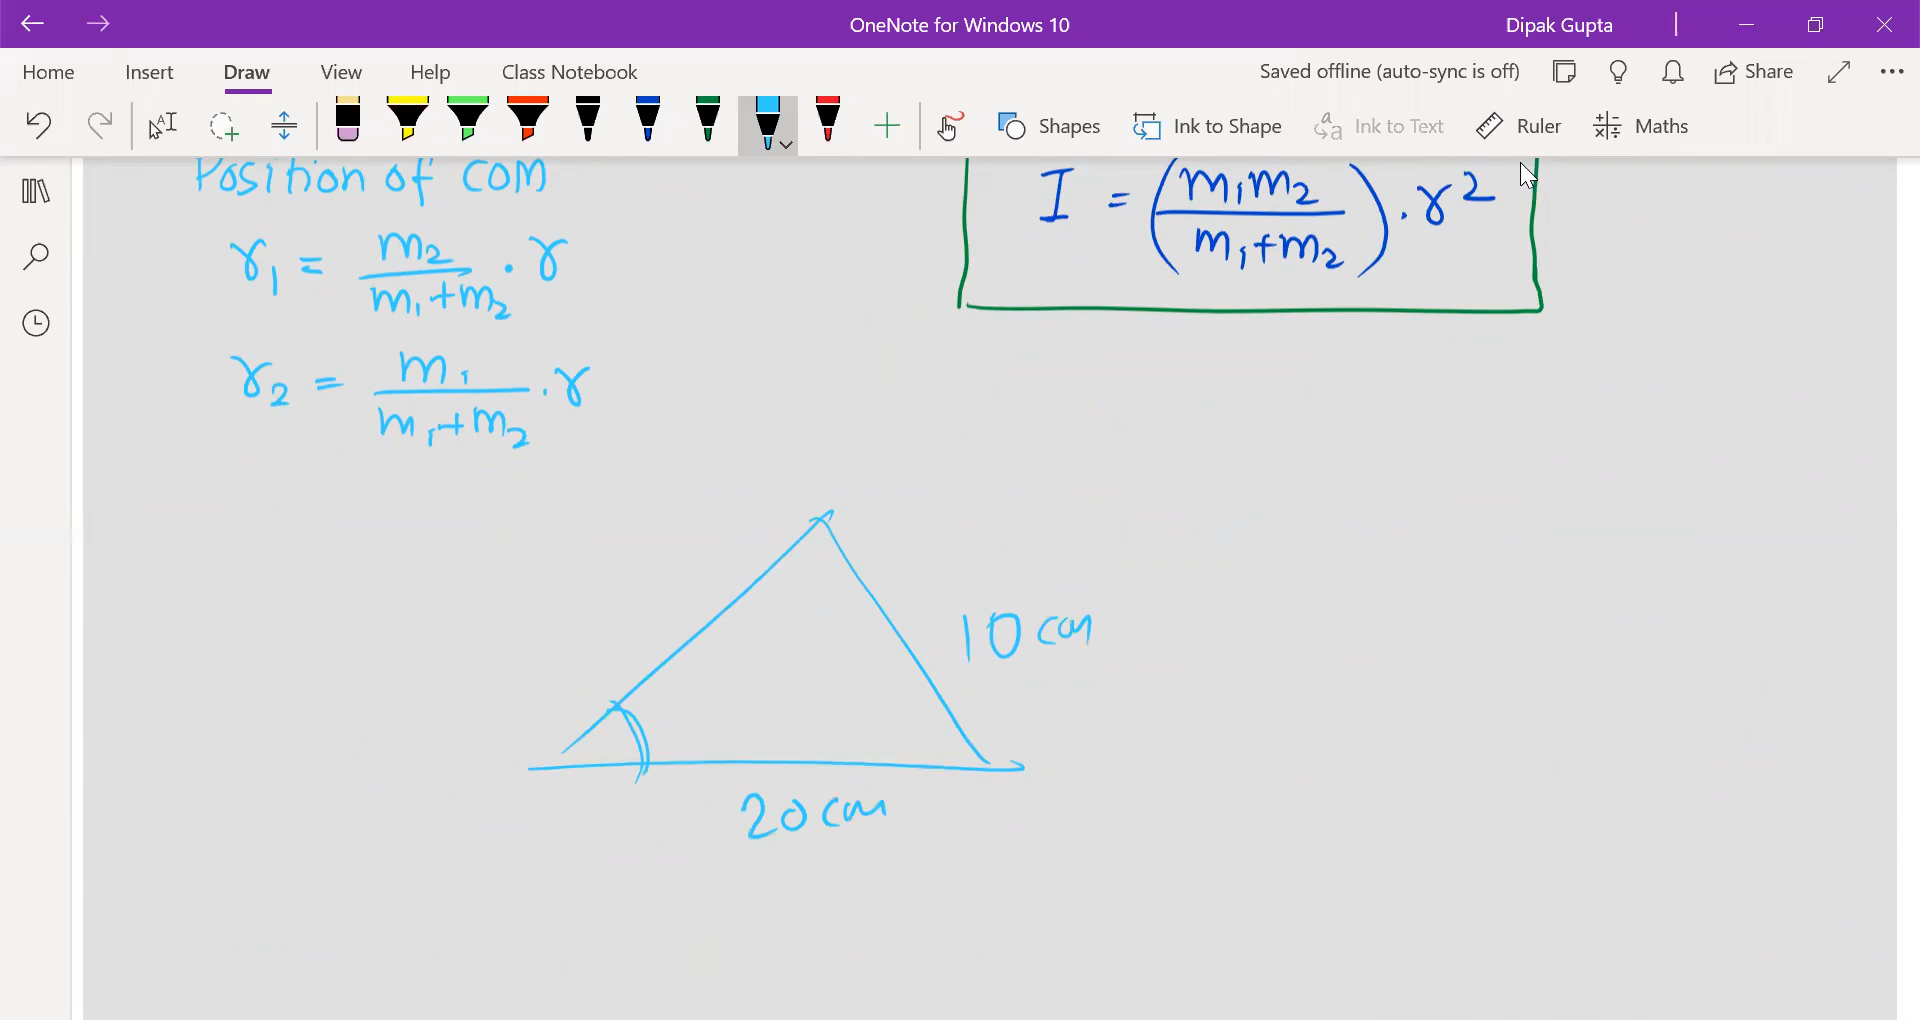 OneNote for Windows 10
Dipak Gupta
Home Insert Draw View Help Class Notebook
Saved offline (auto-sync is off) Share
Shapes Ink to Shape Ink to Text Ruler Maths
Position of COM
r₁ = m₂/(m₁+m₂) · r
r₂ = m₁/(m₁+m₂) · r
I = (m₁m₂/(m₁+m₂)) · r²
10 cm
20 cm